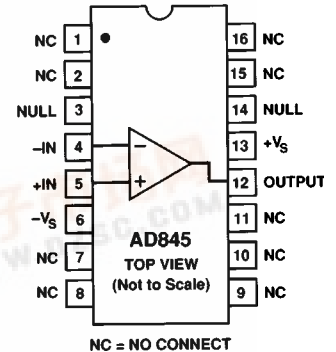 NC 1 16 NC
NC 2 15 NC
NULL 3 14 NULL
–IN 4 – 13 +VS
+IN 5 + 12 OUTPUT
–VS 6 11 NC
AD845
NC 7 TOP VIEW 10 NC
(Not to Scale)
NC 8 9 NC
NC = NO CONNECT